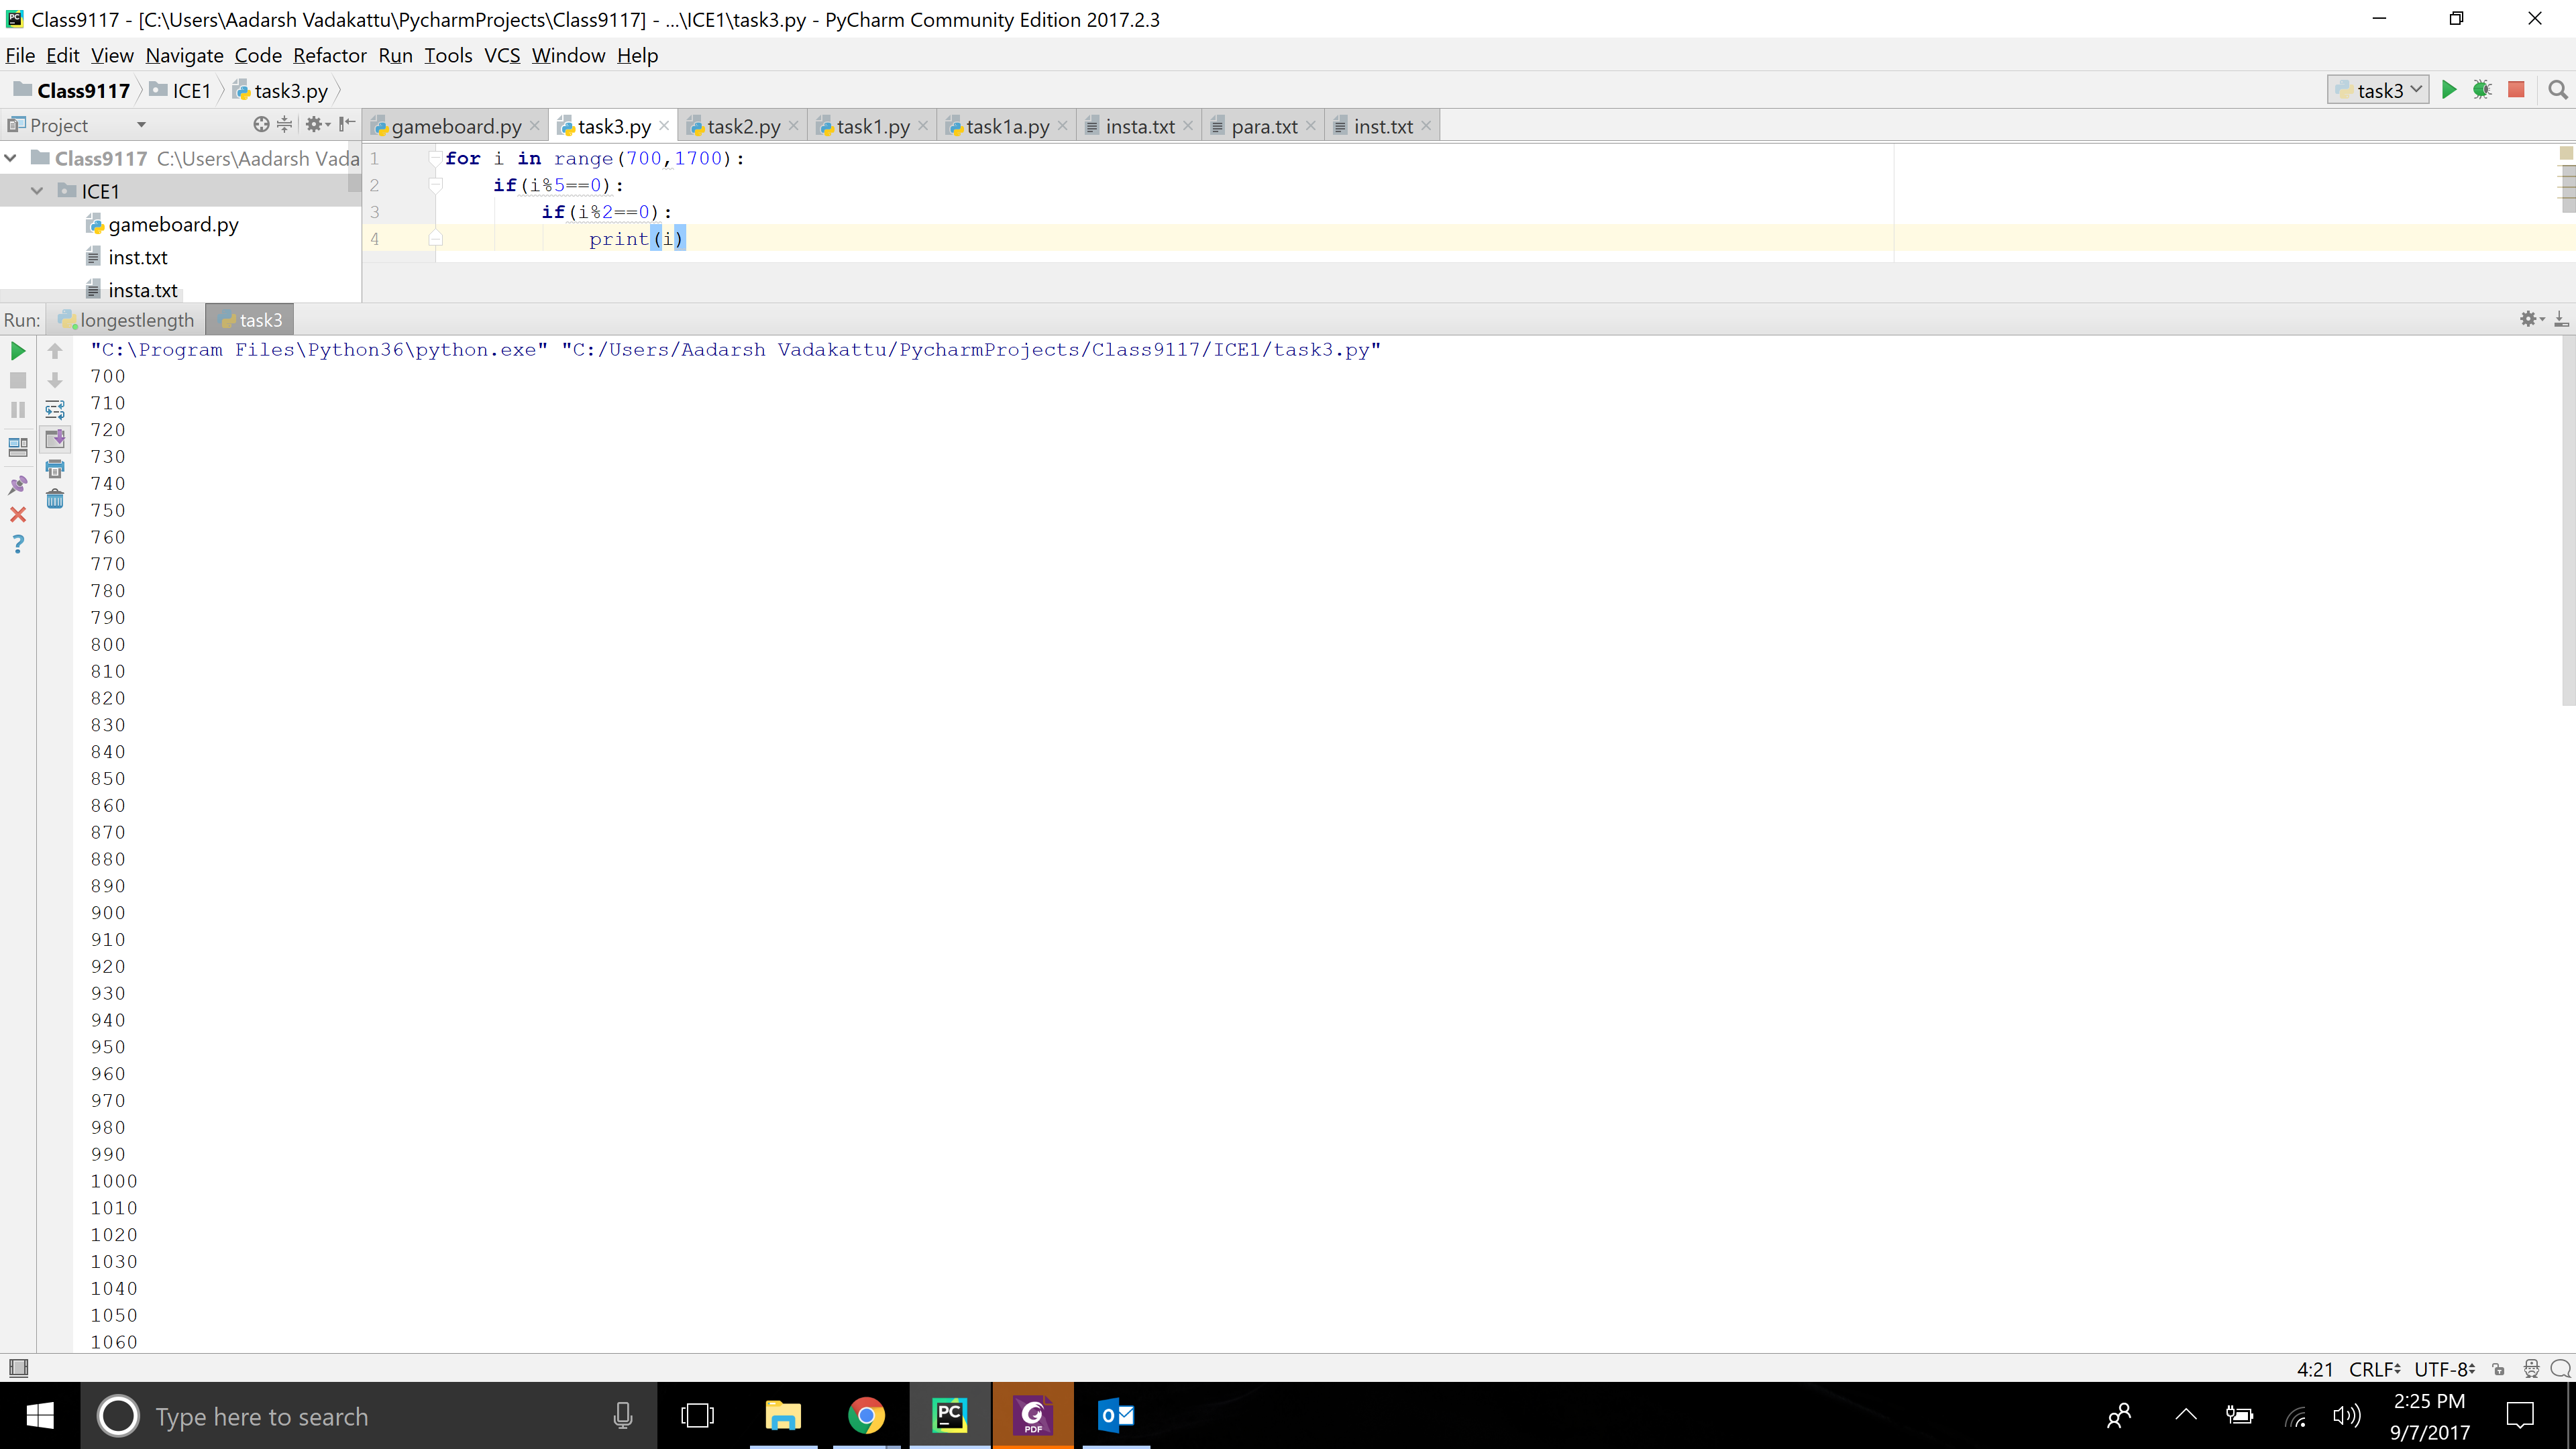 Class9117 - [C:\Users\Aadarsh Vadakattu\PycharmProjects\Class9117] - ...\ICE1\task3.py - PyCharm Community Edition 2017.2.3
File Edit View Navigate Code Refactor Run Tools VCS Window Help
Class9117 ICE1 task3.py task3
Project gameboard.py task3.py task2.py task1.py task1a.py insta.txt para.txt inst.txt
Class9117 C:\Users\Aadarsh Vada
ICE1
gameboard.py
inst.txt
insta.txt
1 for i in range(700,1700):
2 if(i%5==0):
3 if(i%2==0):
4 print(i)
Run: longestlength task3
"C:\Program Files\Python36\python.exe" "C:/Users/Aadarsh Vadakattu/PycharmProjects/Class9117/ICE1/task3.py"
700
710
720
730
740
750
760
770
780
790
800
810
820
830
840
850
860
870
880
890
900
910
920
930
940
950
960
970
980
990
1000
1010
1020
1030
1040
1050
1060
4:21 CRLF UTF-8
Type here to search
PC
PDF
2:25 PM
9/7/2017